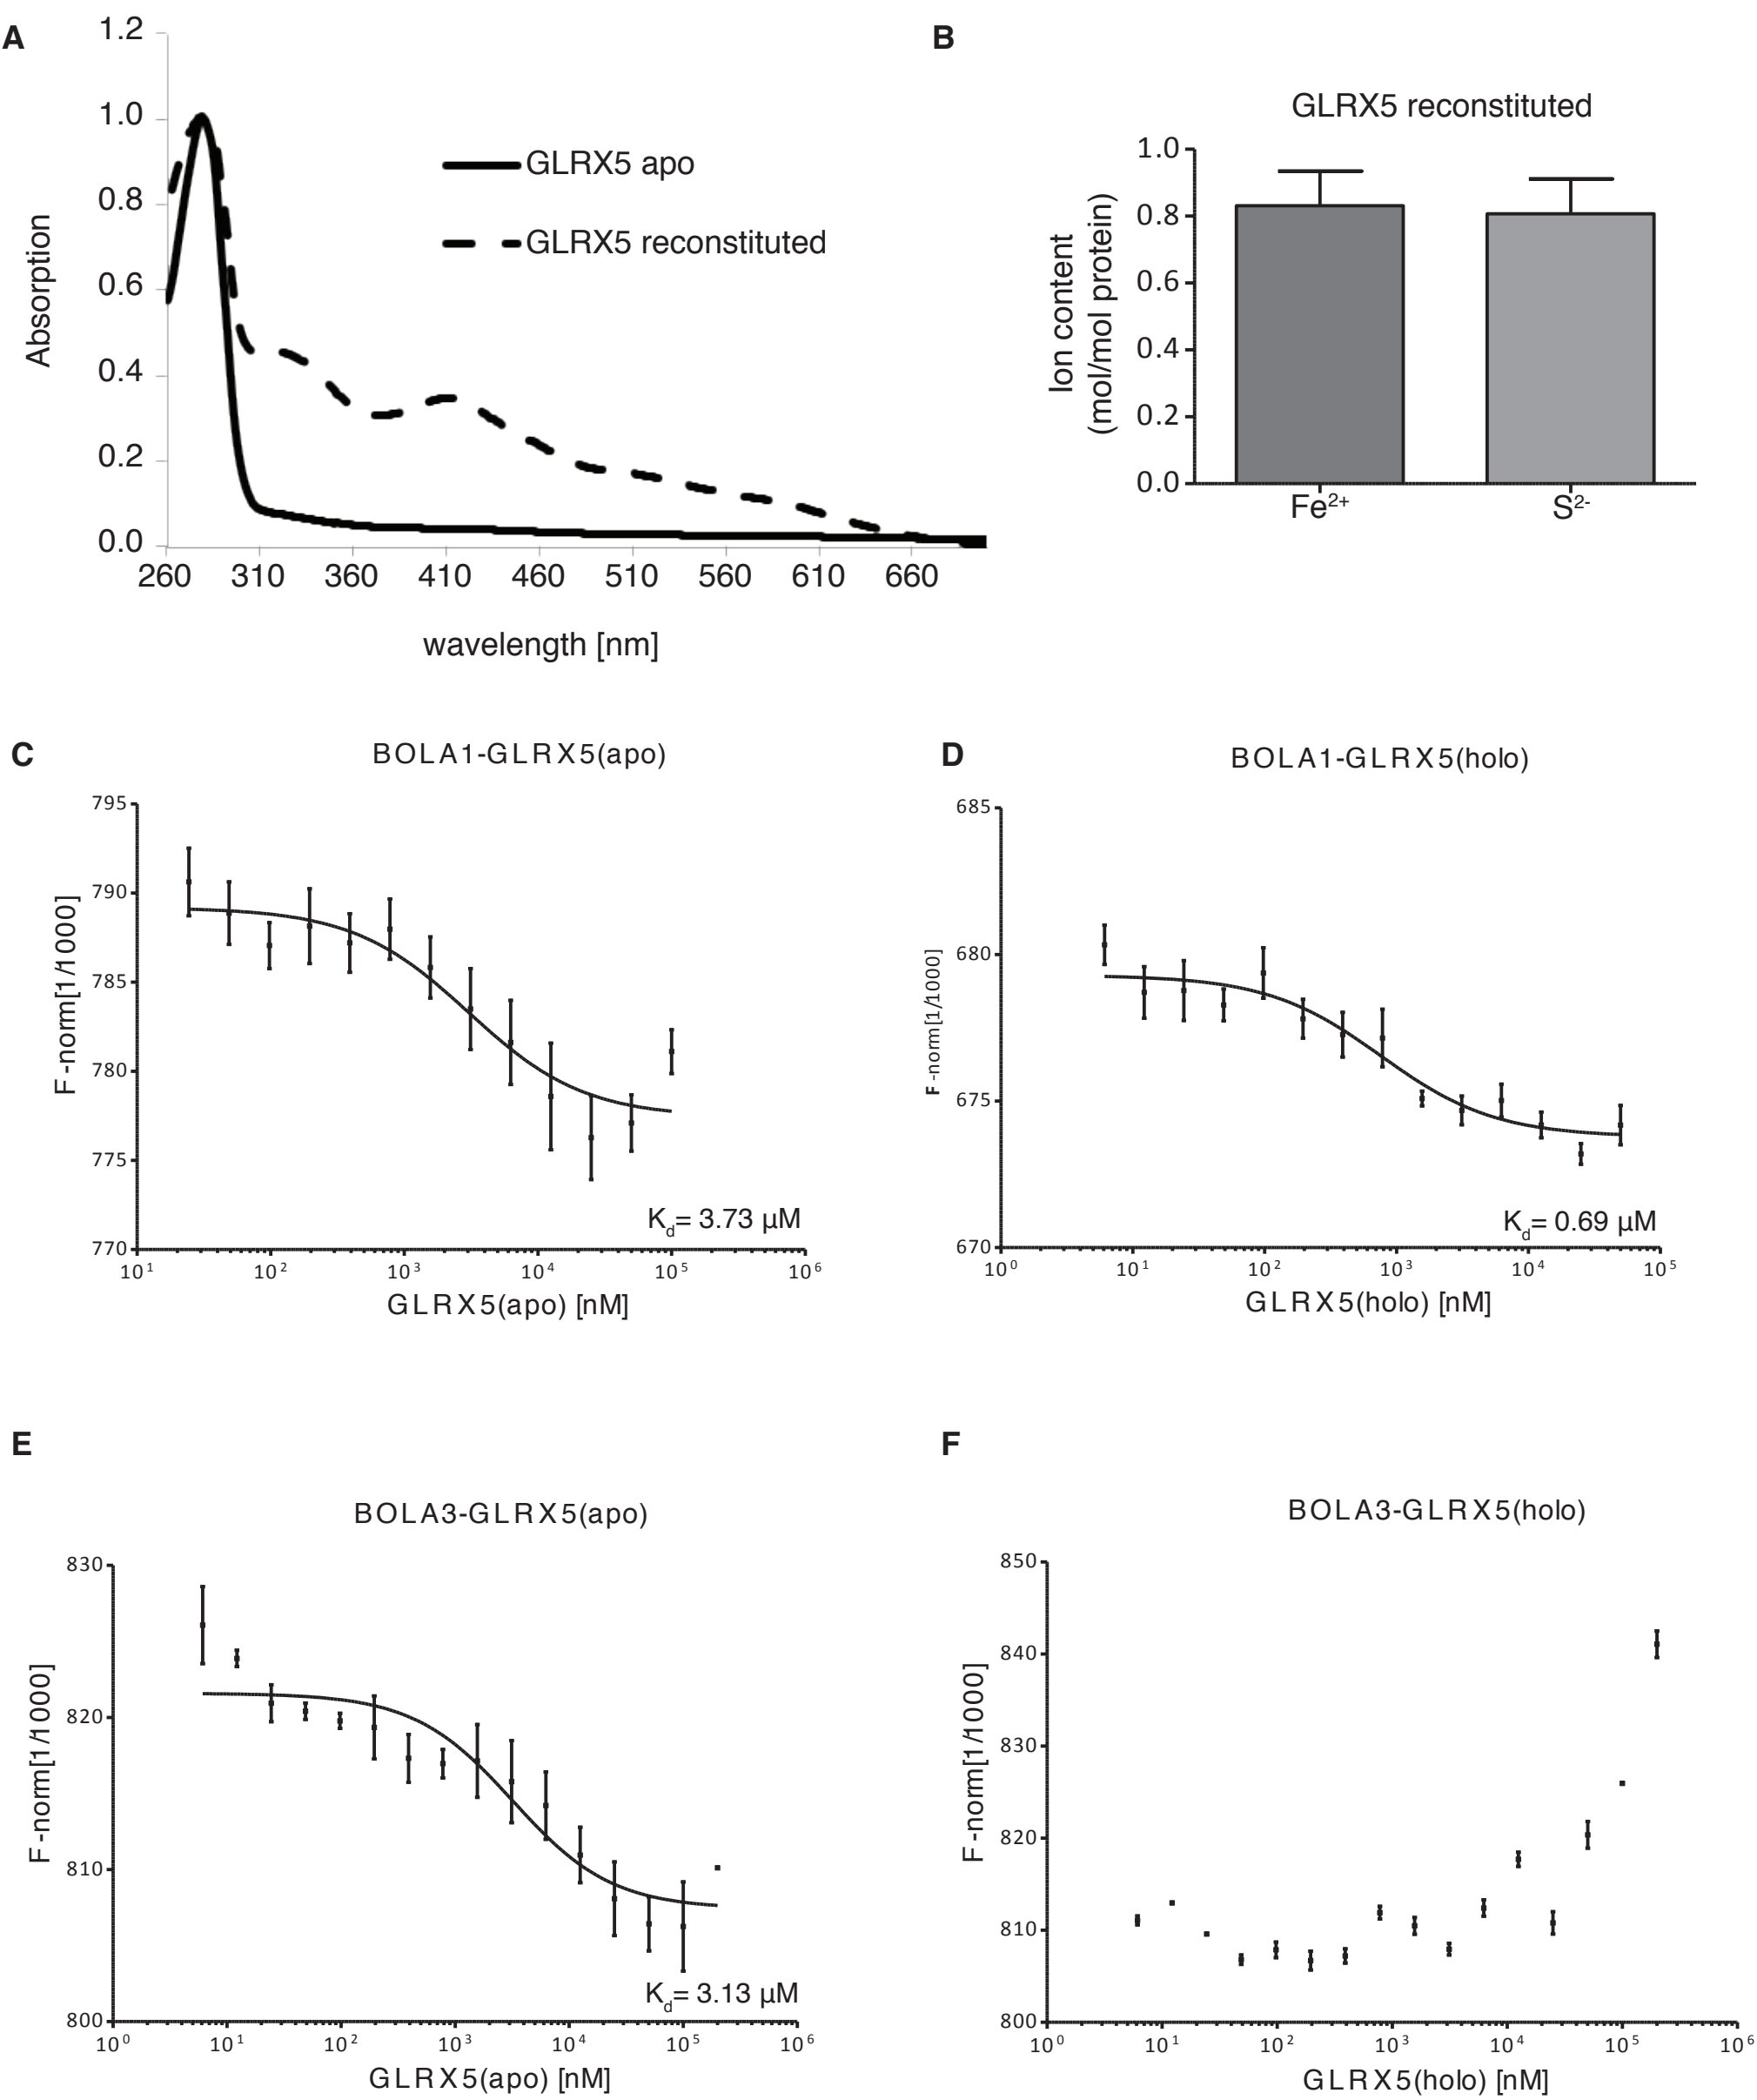 A
1.2
1.0
0.8
0.6
0.4
0.2
0.0
260 310 360 410 460 510 560 610 660
Absorption
wavelength [nm]
GLRX5 apo
GLRX5 reconstituted
B
GLRX5 reconstituted
Ion content
(mol/mol protein)
1.0
0.8
0.6
0.4
0.2
0.0
Fe²⁺ S²⁻
C
BOLA1-GLRX5(apo)
F-norm[1/1000]
795
790
785
780
775
770
K_d= 3.73 µM
10¹ 10² 10³ 10⁴ 10⁵ 10⁶
GLRX5(apo) [nM]
D
BOLA1-GLRX5(holo)
F-norm[1/1000]
685
680
675
670
K_d= 0.69 µM
10⁰ 10¹ 10² 10³ 10⁴ 10⁵
GLRX5(holo) [nM]
E
BOLA3-GLRX5(apo)
F-norm[1/1000]
830
820
810
800
K_d= 3.13 µM
10⁰ 10¹ 10² 10³ 10⁴ 10⁵ 10⁶
GLRX5(apo) [nM]
F
BOLA3-GLRX5(holo)
F-norm[1/1000]
850
840
830
820
810
800
10⁰ 10¹ 10² 10³ 10⁴ 10⁵ 10⁶
GLRX5(holo) [nM]